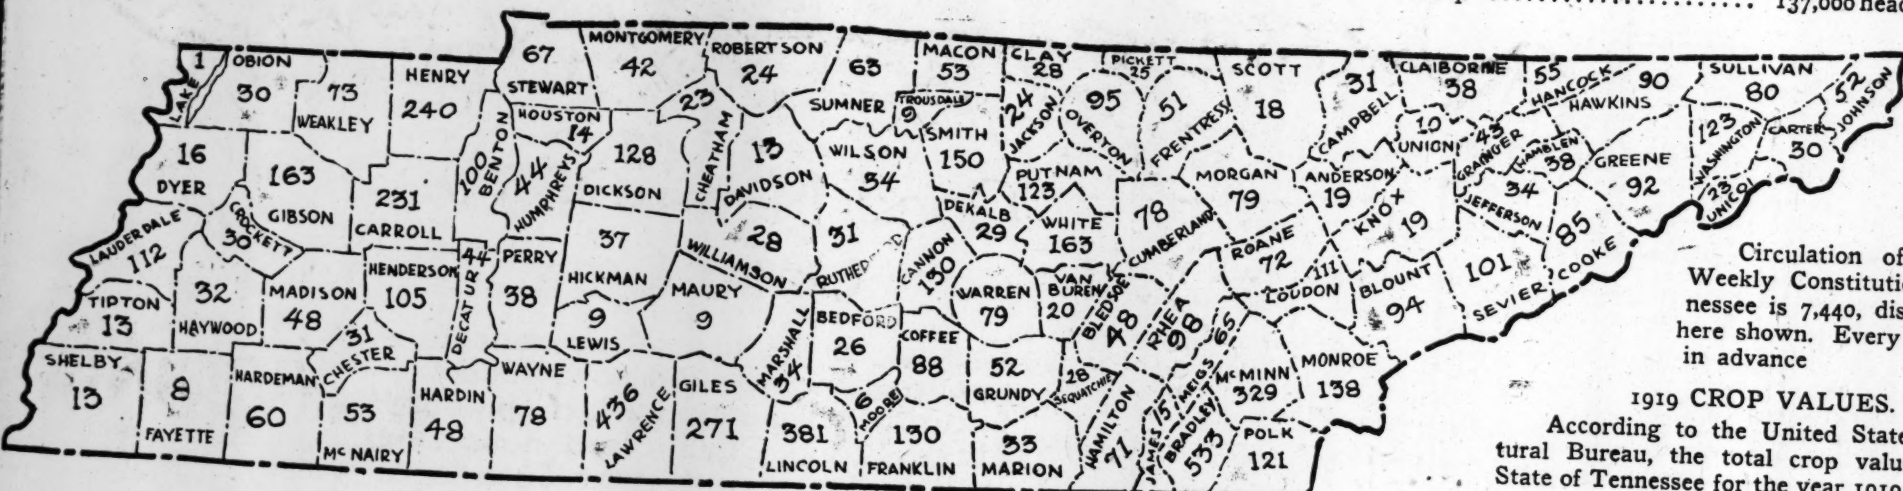 137,000 head
1
LAKE
OBION
30
73
WEAKLEY
HENRY
240
67
STEWART
MONTGOMERY
42
ROBERTSON
24
63
SUMNER
MACON
53
CLAY
28
PICKETT
25
SCOTT
18
31
CAMPBELL
CLAIBORNE
38
55
HANCOCK
90
HAWKINS
SULLIVAN
80
52
JOHNSON
16
DYER
163
GIBSON
231
CARROLL
100
BENTON
HOUSTON
14
44
HUMPHREYS
128
DICKSON
23
CHEATHAM
13
DAVIDSON
WILSON
54
TROUSDALE
9
SMITH
150
24
JACKSON
95
OVERTON
51
FRENTRESS
PUTNAM
123
MORGAN
79
ANDERSON
19
10
UNION
43
GRAINGER
HAMBLEN
38
GREENE
92
123
WASHINGTON
CARTER
30
23
UNICOI
LAUDERDALE
112
CROCKETT
30
32
HAYWOOD
MADISON
48
HENDERSON
105
44
DECATUR
PERRY
38
37
HICKMAN
28
WILLIAMSON
31
CANNON
130
DEKALB
29
WHITE
163
78
CUMBERLAND
ROANE
72
KNOX
19
34
JEFFERSON
85
COOKE
TIPTON
13
31
CHESTER
9
LEWIS
MAURY
9
MARSHALL
34
BEDFORD
26
COFFEE
88
WARREN
79
VAN
BUREN
20
BLEDSOE
48
RHEA
98
65
MEIGS
111
LOUDON
BLOUNT
94
101
SEVIER
SHELBY
13
8
FAYETTE
HARDEMAN
60
53
McNAIRY
HARDIN
48
WAYNE
78
436
LAWRENCE
GILES
271
381
LINCOLN
6
MOORE
130
FRANKLIN
52
GRUNDY
33
MARION
28
SEQUATCHIE
HAMILTON
71
JAMES 15
BRADLEY
533
McMINN
329
MONROE
138
POLK
121
Circulation of
Weekly Constituti
nessee is 7,440, dis
here shown. Every
in advance
1919 CROP VALUES.
According to the United State
tural Bureau, the total crop valu
State of Tennessee for the year 1919